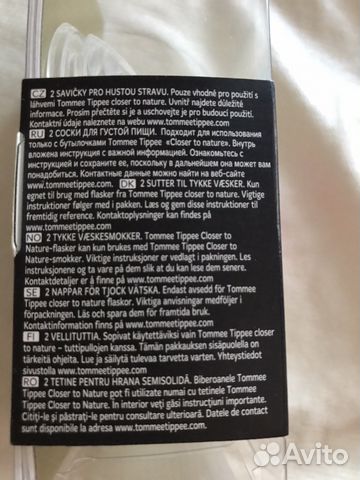 CZ 2 SAVIČKY PRO HUSTOU STRAVU. Pouze vhodné pro použití s
láhvemi Tommee Tippee closer to nature. Uvnitř najdete důležité
informace. Prosím přečtěte si je a uschovejte je pro budoucí použití.
Kontaktní údaje naleznete na webu www.tommeetippee.com
RU 2 СОСКИ ДЛЯ ГУСТОЙ ПИЩИ. Подходит для использования
только с бутылочками Tommee Tippee «Closer to nature». Внутрь
вложена инструкция с важной информацией. Ознакомьтесь с
инструкцией и сохраните ее, поскольку в дальнейшем она может вам
понадобиться. Контактные данные можно найти на веб-сайте
www.tommeetippee.com DK 2 SUTTER TIL TYKKE VÆSKER. Kun
egnet til brug med flasker fra Tommee Tippee closer to nature. Vigtige
instruktioner følger med i pakken. Læs og gem disse instruktioner til
fremtidig reference. Kontaktoplysninger kan findes på
www.tommeetippee.com
NO 2 TYKKE VÆSKESMOKKER. Tommee Tippee Closer to
Nature-flasker kan kun brukes med Tommee Tippee Closer to
Nature-smokker. Viktige instruksjoner er vedlagt i pakningen. Les
instruksjonene og ta vare på dem slik at du kan lese dem senere.
Kontaktdetaljer er å finne på www.tommeetippee.com
SE 2 NAPPAR FÖR TJOCK VÄTSKA. Endast avsedd för Tommee
Tippee closer to nature flaskor. Viktiga anvisningar medföljer i
förpackningen. Läs och spara dem för framtida bruk.
Kontaktinformation finns på www.tommeetippee.com
FI 2 VELLITUTTIA. Sopivat käytettäväksi vain Tommee Tippee closer
to nature – tuttipullojen kanssa. Tämän pakkauksen sisäpuolella on
tärkeitä ohjeita. Lue ja säilytä tulevaa tarvetta varten. Yhteystiedot
sivustolla www.tommeetippee.com
RO 2 TETINE PENTRU HRANA SEMISOLIDĂ. Biberoanele Tommee
Tippee Closer to Nature pot fi utilizate numai cu tetinele Tommee
Tippee Closer to Nature. În interior veți găsi instrucțiuni importante.
Citiți-le și păstrați-le pentru consultare ulterioară. Datele de contact
sunt disponibile la adresa www.tommeetippee.com
Avito